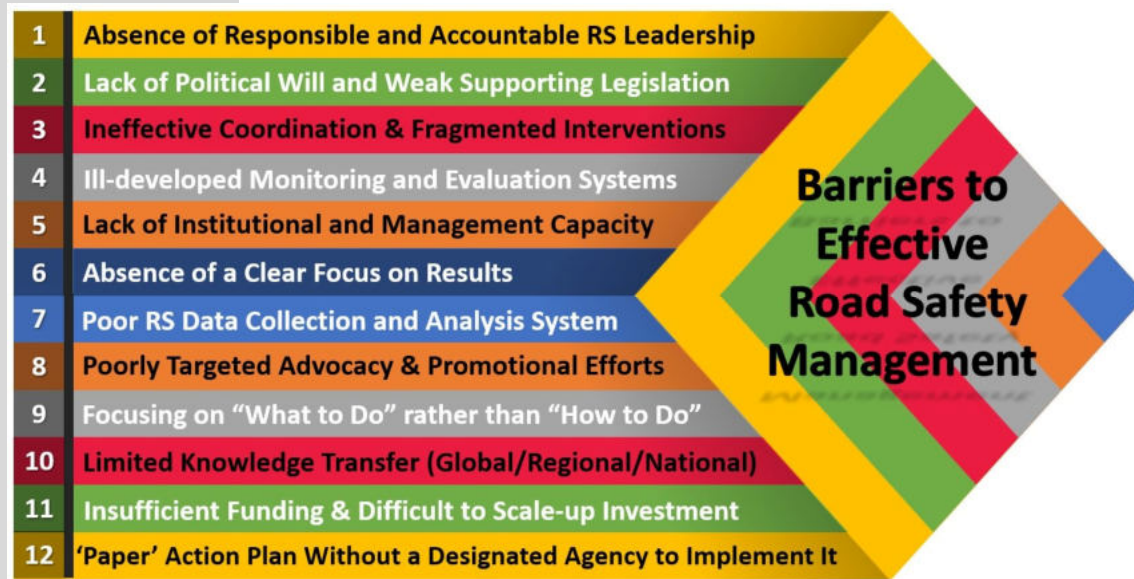 1 Absence of Responsible and Accountable RS Leadership
2 Lack of Political Will and Weak Supporting Legislation
3 Ineffective Coordination & Fragmented Interventions
4 Ill-developed Monitoring and Evaluation Systems
5 Lack of Institutional and Management Capacity
6 Absence of a Clear Focus on Results
7 Poor RS Data Collection and Analysis System
8 Poorly Targeted Advocacy & Promotional Efforts
9 Focusing on “What to Do” rather than “How to Do”
10 Limited Knowledge Transfer (Global/Regional/National)
11 Insufficient Funding & Difficult to Scale-up Investment
12 ‘Paper’ Action Plan Without a Designated Agency to Implement It
Barriers to
Effective
Road Safety
Management